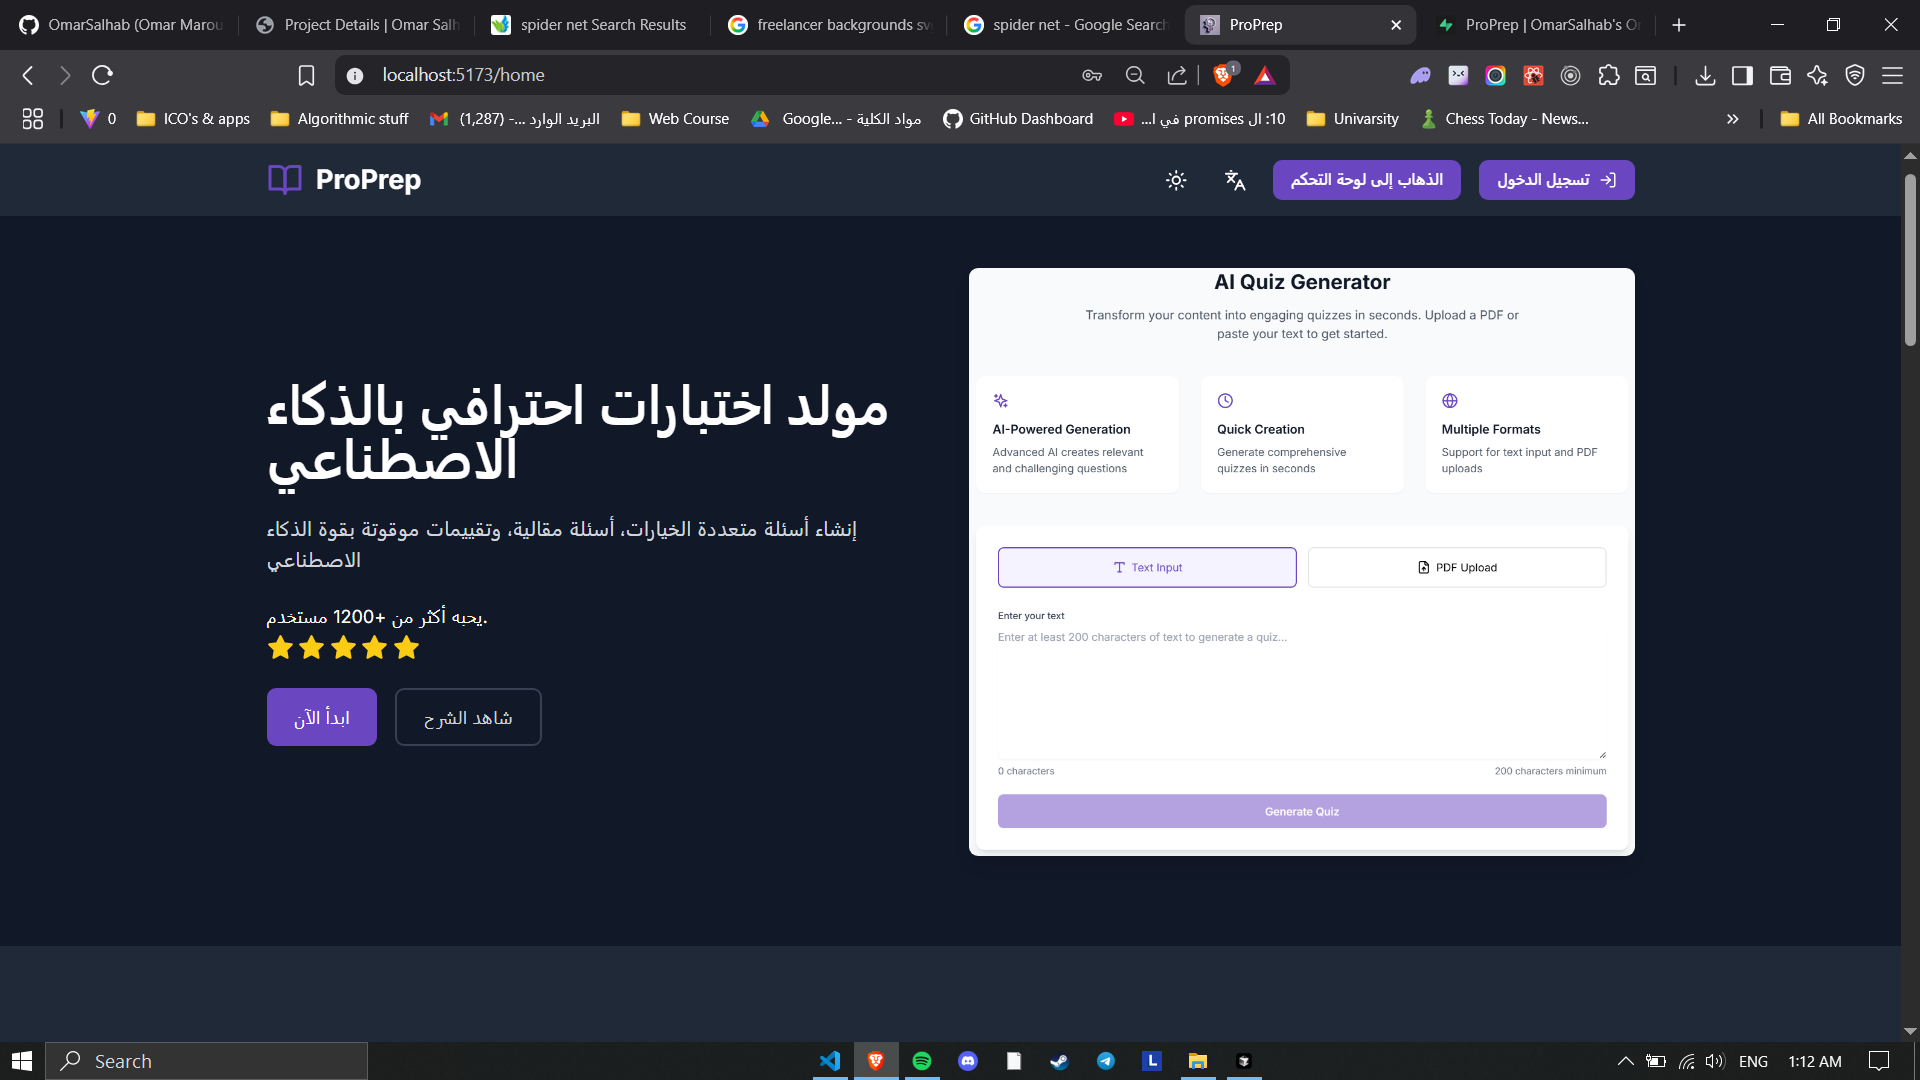 OmarSalhab (Omar Marou
Project Details | Omar Salh
spider net Search Results
freelancer backgrounds sv
spider net - Google Search
ProPrep
ProPrep | OmarSalhab's Or
localhost:5173/home
1
0
ICO's & apps
Algorithmic stuff
(1,287) -... البريد الوارد
Web Course
Google... - مواد الكلية
GitHub Dashboard
10: ال promises في ا...
Univarsity
Chess Today - News...
All Bookmarks
ProPrep
الذهاب إلى لوحة التحكم
تسجيل الدخول
مولد اختبارات احترافي بالذكاء
الاصطناعي
إنشاء أسئلة متعددة الخيارات، أسئلة مقالية، وتقييمات موقوتة بقوة الذكاء
الاصطناعي
يحبه أكثر من +1200 مستخدم.
ابدأ الآن
شاهد الشرح
AI Quiz Generator
Transform your content into engaging quizzes in seconds. Upload a PDF or
paste your text to get started.
AI-Powered Generation
Advanced AI creates relevant
and challenging questions
Quick Creation
Generate comprehensive
quizzes in seconds
Multiple Formats
Support for text input and PDF
uploads
Text Input
PDF Upload
Enter your text
Enter at least 200 characters of text to generate a quiz...
0 characters
200 characters minimum
Generate Quiz
Search
L
ENG
1:12 AM